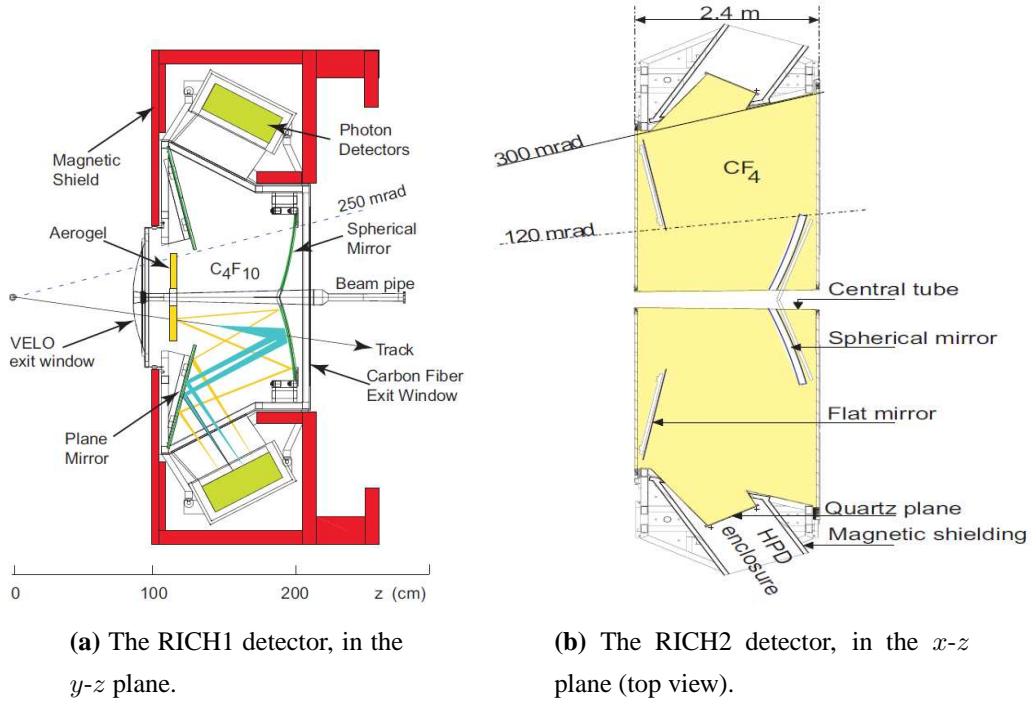 Magnetic
Shield
Aerogel
VELO
exit window
Plane
Mirror
Photon
Detectors
250 mrad
Spherical
Mirror
C4F10
Beam pipe
Track
Carbon Fiber
Exit Window
0
100
200
z (cm)
(a) The RICH1 detector, in the
y-z plane.
2.4 m
300 mrad
CF4
120 mrad
Central tube
Spherical mirror
Flat mirror
Quartz plane
Magnetic shielding
HPD
enclosure
(b) The RICH2 detector, in the x-z
plane (top view).